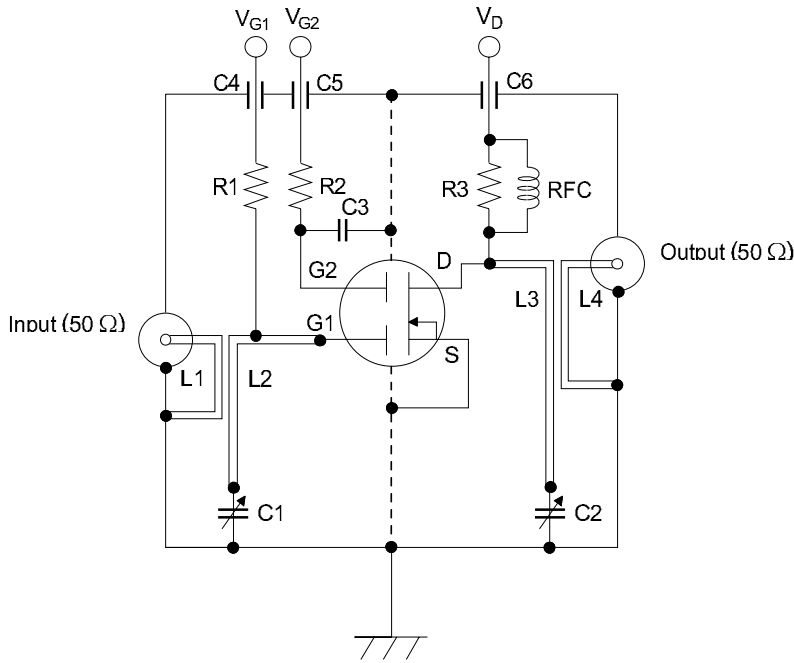 VG1
VG2
VD
C4
C5
C6
R1
R2
C3
R3
RFC
G2
D
Output (50 Ω)
L3
L4
Input (50 Ω)
G1
S
L1
L2
C1
C2